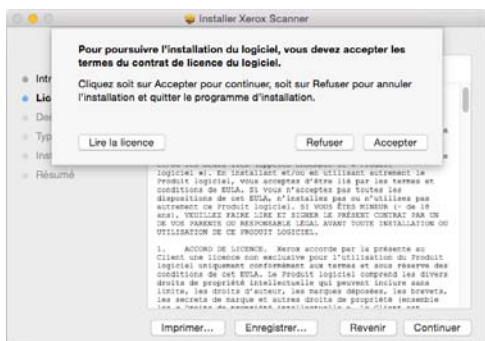 Installer Xerox Scanner
Pour poursuivre l'installation du logiciel, vous devez accepter les
termes du contrat de licence du logiciel.
Cliquez soit sur Accepter pour continuer, soit sur Refuser pour annuler
l'installation et quitter le programme d'installation.
Lire la licence
Refuser
Accepter
Intr
Lic
Des
Typ
Inst
Résumé
logiciel »). En installant et/ou en utilisant autrement le
Produit logiciel, vous acceptez d'être lié par les termes et
conditions de EULA. Si vous n'acceptez pas toutes les
dispositions de cet EULA, n'installez pas ou n'utilisez pas
autrement ce Produit logiciel. SI VOUS ÊTES MINEUR (- de 18
ans), VEUILLEZ FAIRE LIRE ET SIGNER LE PRÉSENT CONTRAT PAR UN
DE VOS PARENTS OU RESPONSABLE LÉGAL AVANT TOUTE INSTALLATION OU
UTILISATION DE CE PRODUIT LOGICIEL.
1. ACCORD DE LICENCE. Xerox accorde par la présente au
Client une licence non exclusive pour l'utilisation du Produit
logiciel uniquement conformément aux termes et sous réserve des
conditions de cet EULA. Le Produit logiciel comprend les divers
droits de propriété intellectuelle qui peuvent inclure sans
limite, les droits d'auteur, les marques déposées, les brevets,
les secrets de marque et autres droits de propriété (ensemble
Imprimer...
Enregistrer...
Revenir
Continuer